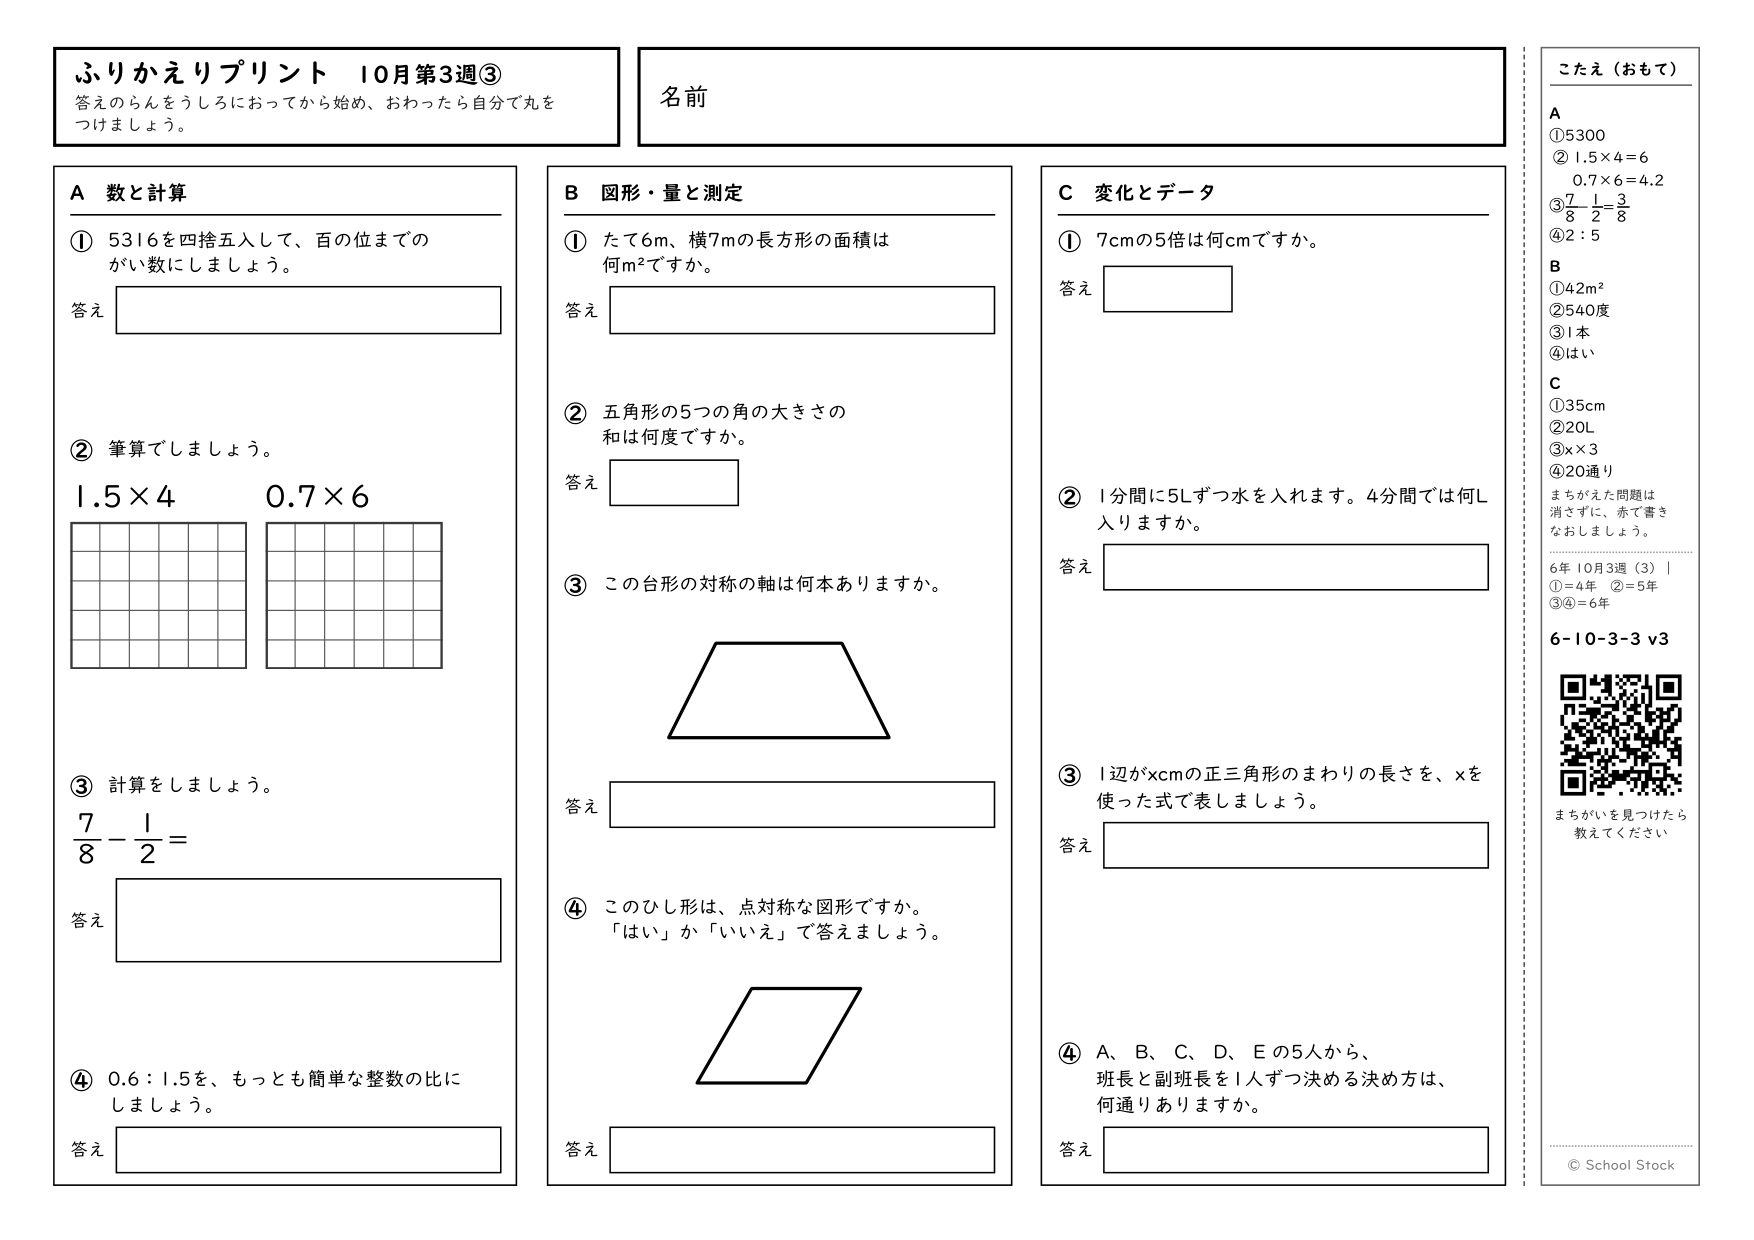 ふりかえりプリント　10月第3週③
答えのらんをうしろにおってから始め、おわったら自分で丸を
つけましょう。
名前
A　数と計算
① 5316を四捨五入して、百の位までの
がい数にしましょう。
答え
② 筆算でしましょう。
1.5×4　0.7×6
③ 計算をしましょう。
7/8－1/2＝
答え
④ 0.6：1.5を、もっとも簡単な整数の比に
しましょう。
答え
B　図形・量と測定
① たて6m、横7mの長方形の面積は
何m²ですか。
答え
② 五角形の5つの角の大きさの
和は何度ですか。
答え
③ この台形の対称の軸は何本ありますか。
答え
④ このひし形は、点対称な図形ですか。
「はい」か「いいえ」で答えましょう。
答え
C　変化とデータ
① 7cmの5倍は何cmですか。
答え
② 1分間に5Lずつ水を入れます。4分間では何L
入りますか。
答え
③ 1辺がxcmの正三角形のまわりの長さを、xを
使った式で表しましょう。
答え
④ A、 B、 C、 D、 E の5人から、
班長と副班長を1人ずつ決める決め方は、
何通りありますか。
答え
こたえ（おもて）
A
①5300
② 1.5×4＝6
0.7×6＝4.2
③7/8－1/2＝3/8
④2：5
B
①42m²
②540度
③1本
④はい
C
①35cm
②20L
③x×3
④20通り
まちがえた問題は
消さずに、赤で書き
なおしましょう。
6年 10月3週（3）｜
①＝4年　②＝5年
③④＝6年
6-10-3-3 v3
まちがいを見つけたら
教えてください
© School Stock